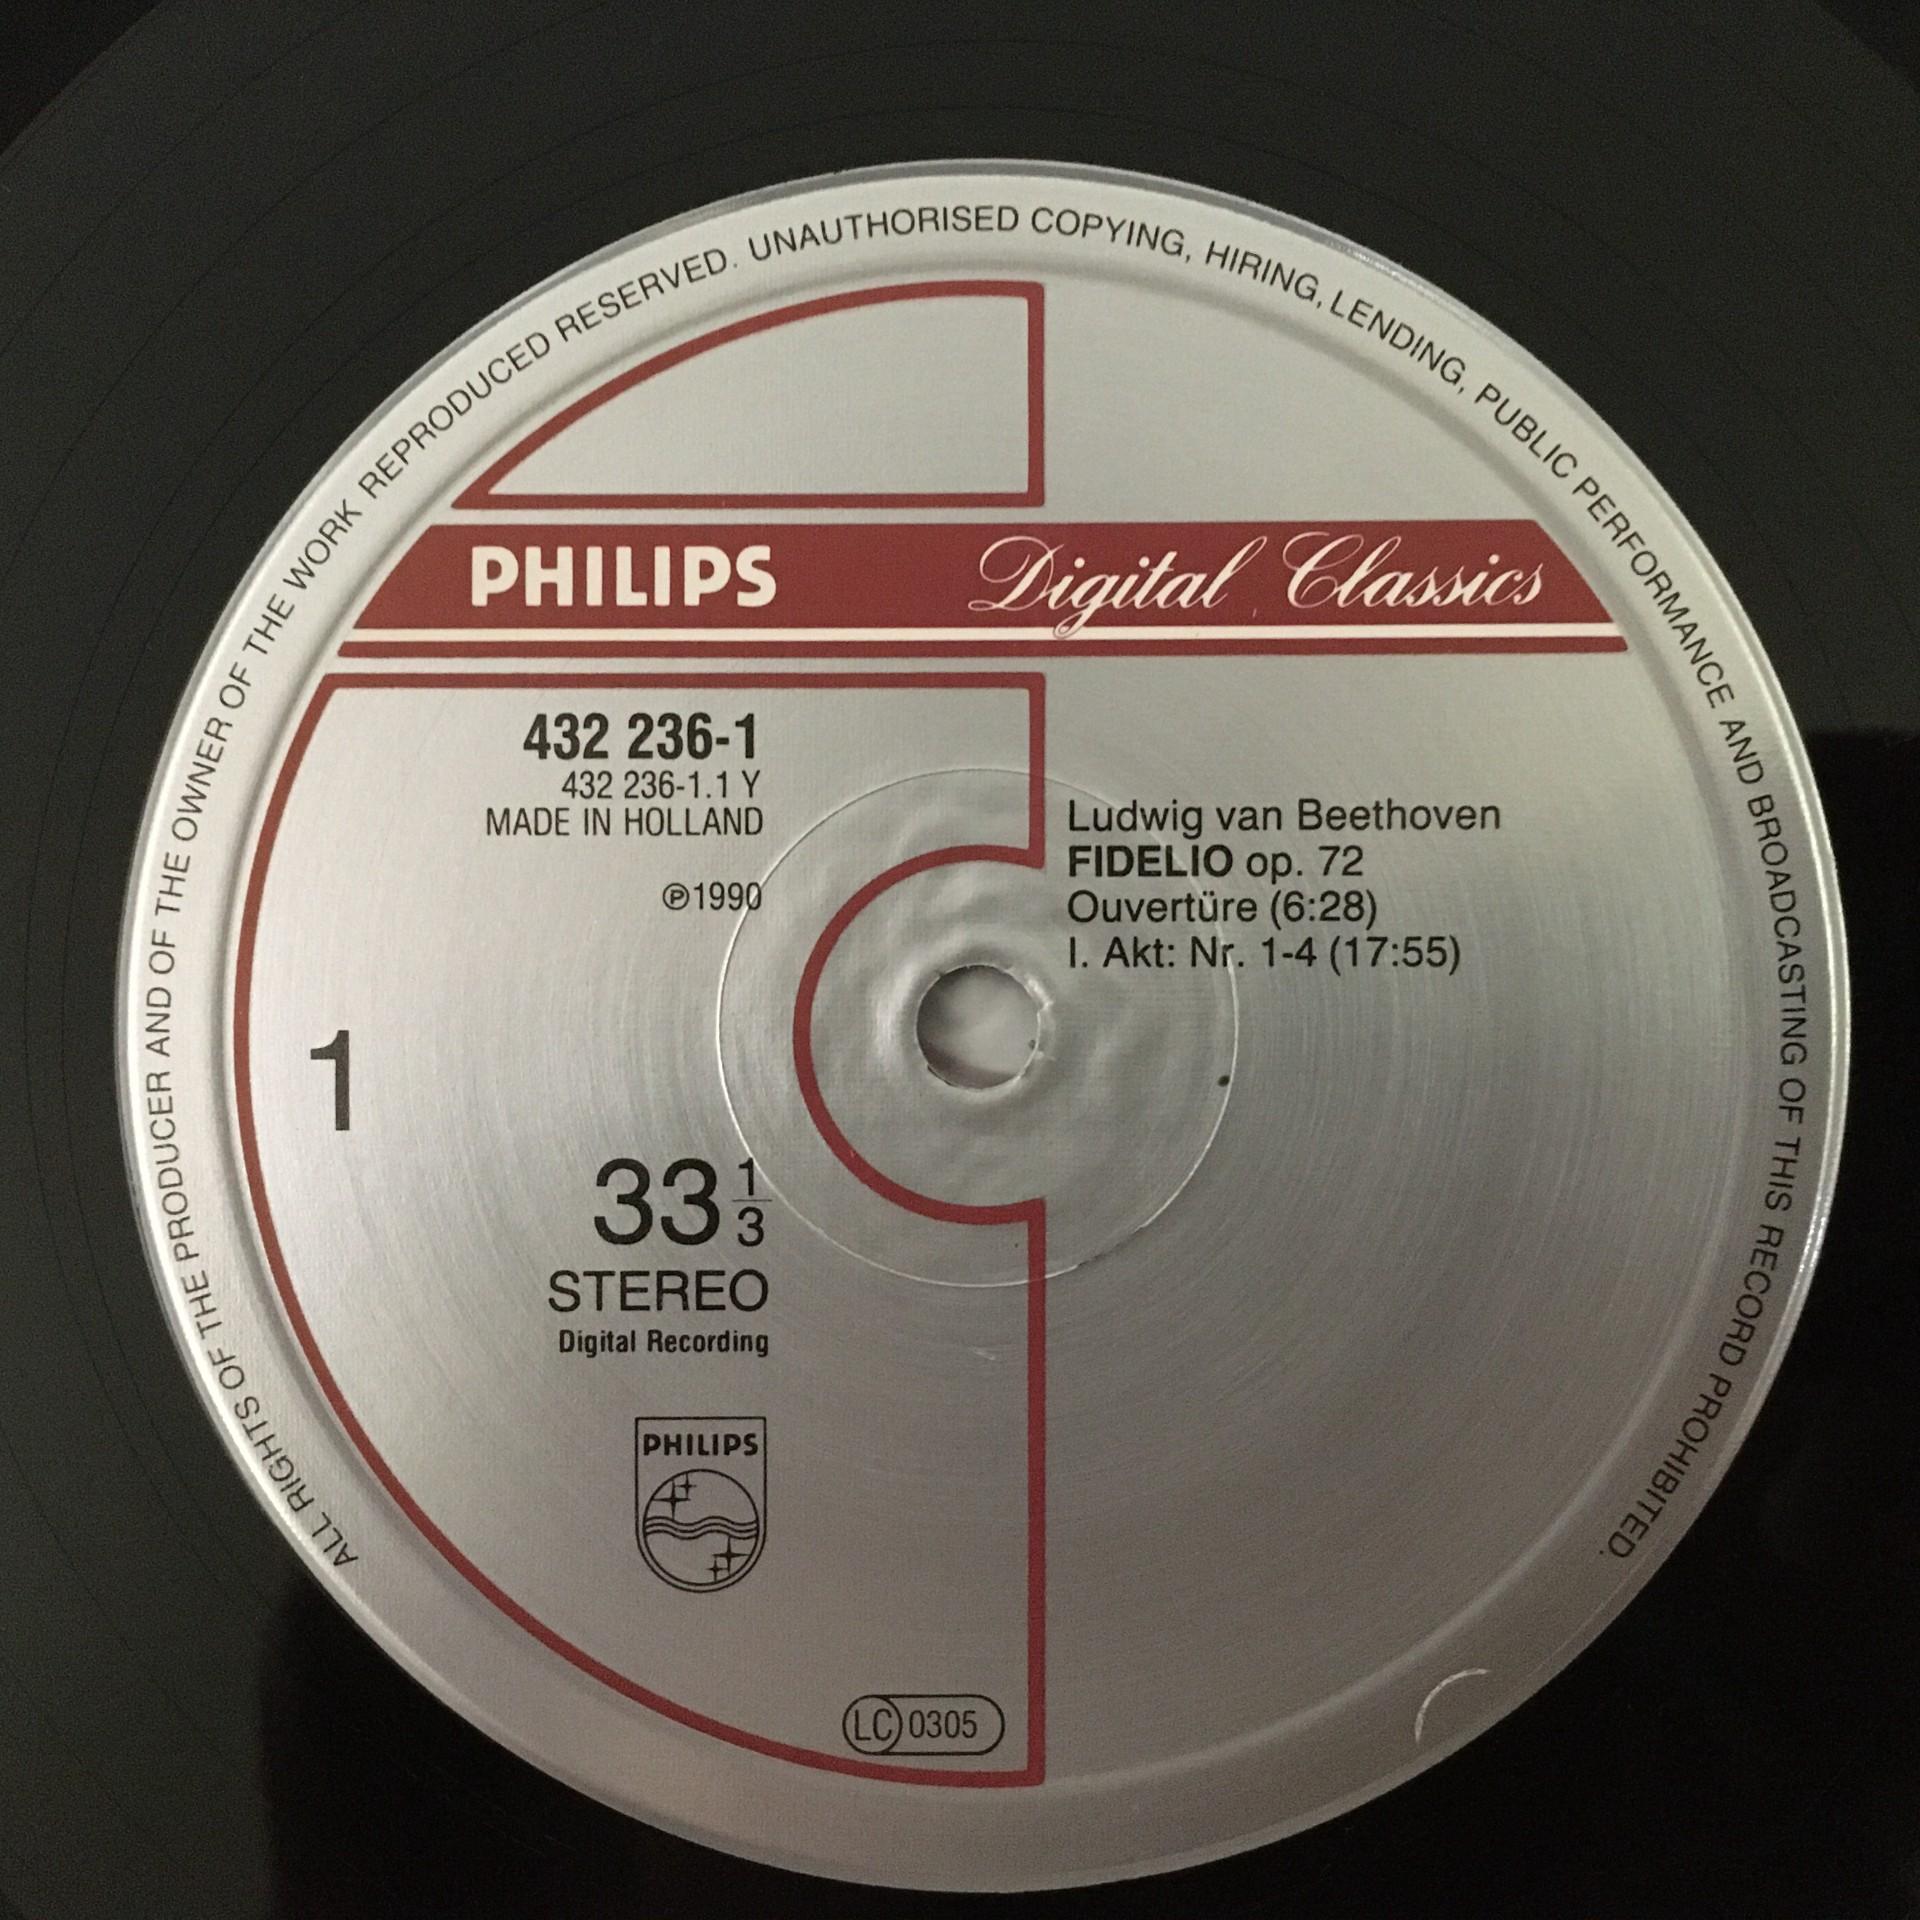 ALL RIGHTS OF THE PRODUCER AND OF THE OWNER OF THE WORK REPRODUCED RESERVED. UNAUTHORISED COPYING, HIRING, LENDING, PUBLIC PERFORMANCE AND BROADCASTING OF THIS RECORD PROHIBITED.
PHILIPS Digital Classics
432 236-1
432 236-1.1 Y
MADE IN HOLLAND
℗1990
Ludwig van Beethoven
FIDELIO op. 72
Ouvertüre (6:28)
I. Akt: Nr. 1-4 (17:55)
1
33 1/3
STEREO
Digital Recording
PHILIPS
LC 0305